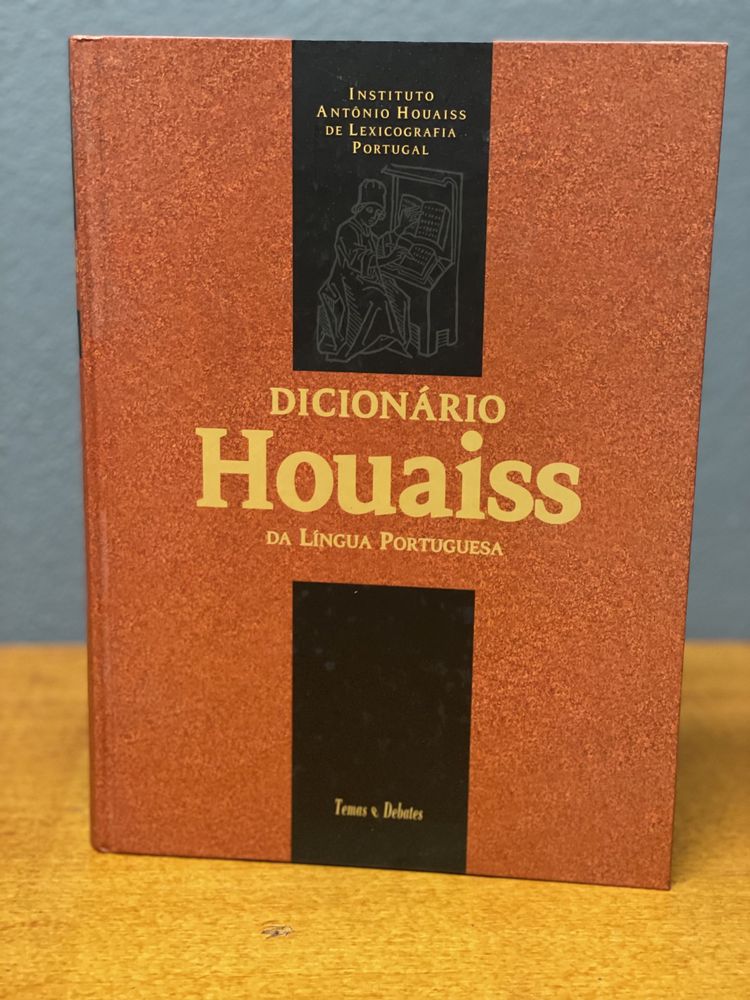 INSTITUTO
ANTÔNIO HOUAISS
DE LEXICOGRAFIA
PORTUGAL
DICIONÁRIO
Houaiss
DA LÍNGUA PORTUGUESA
Temas e Debates